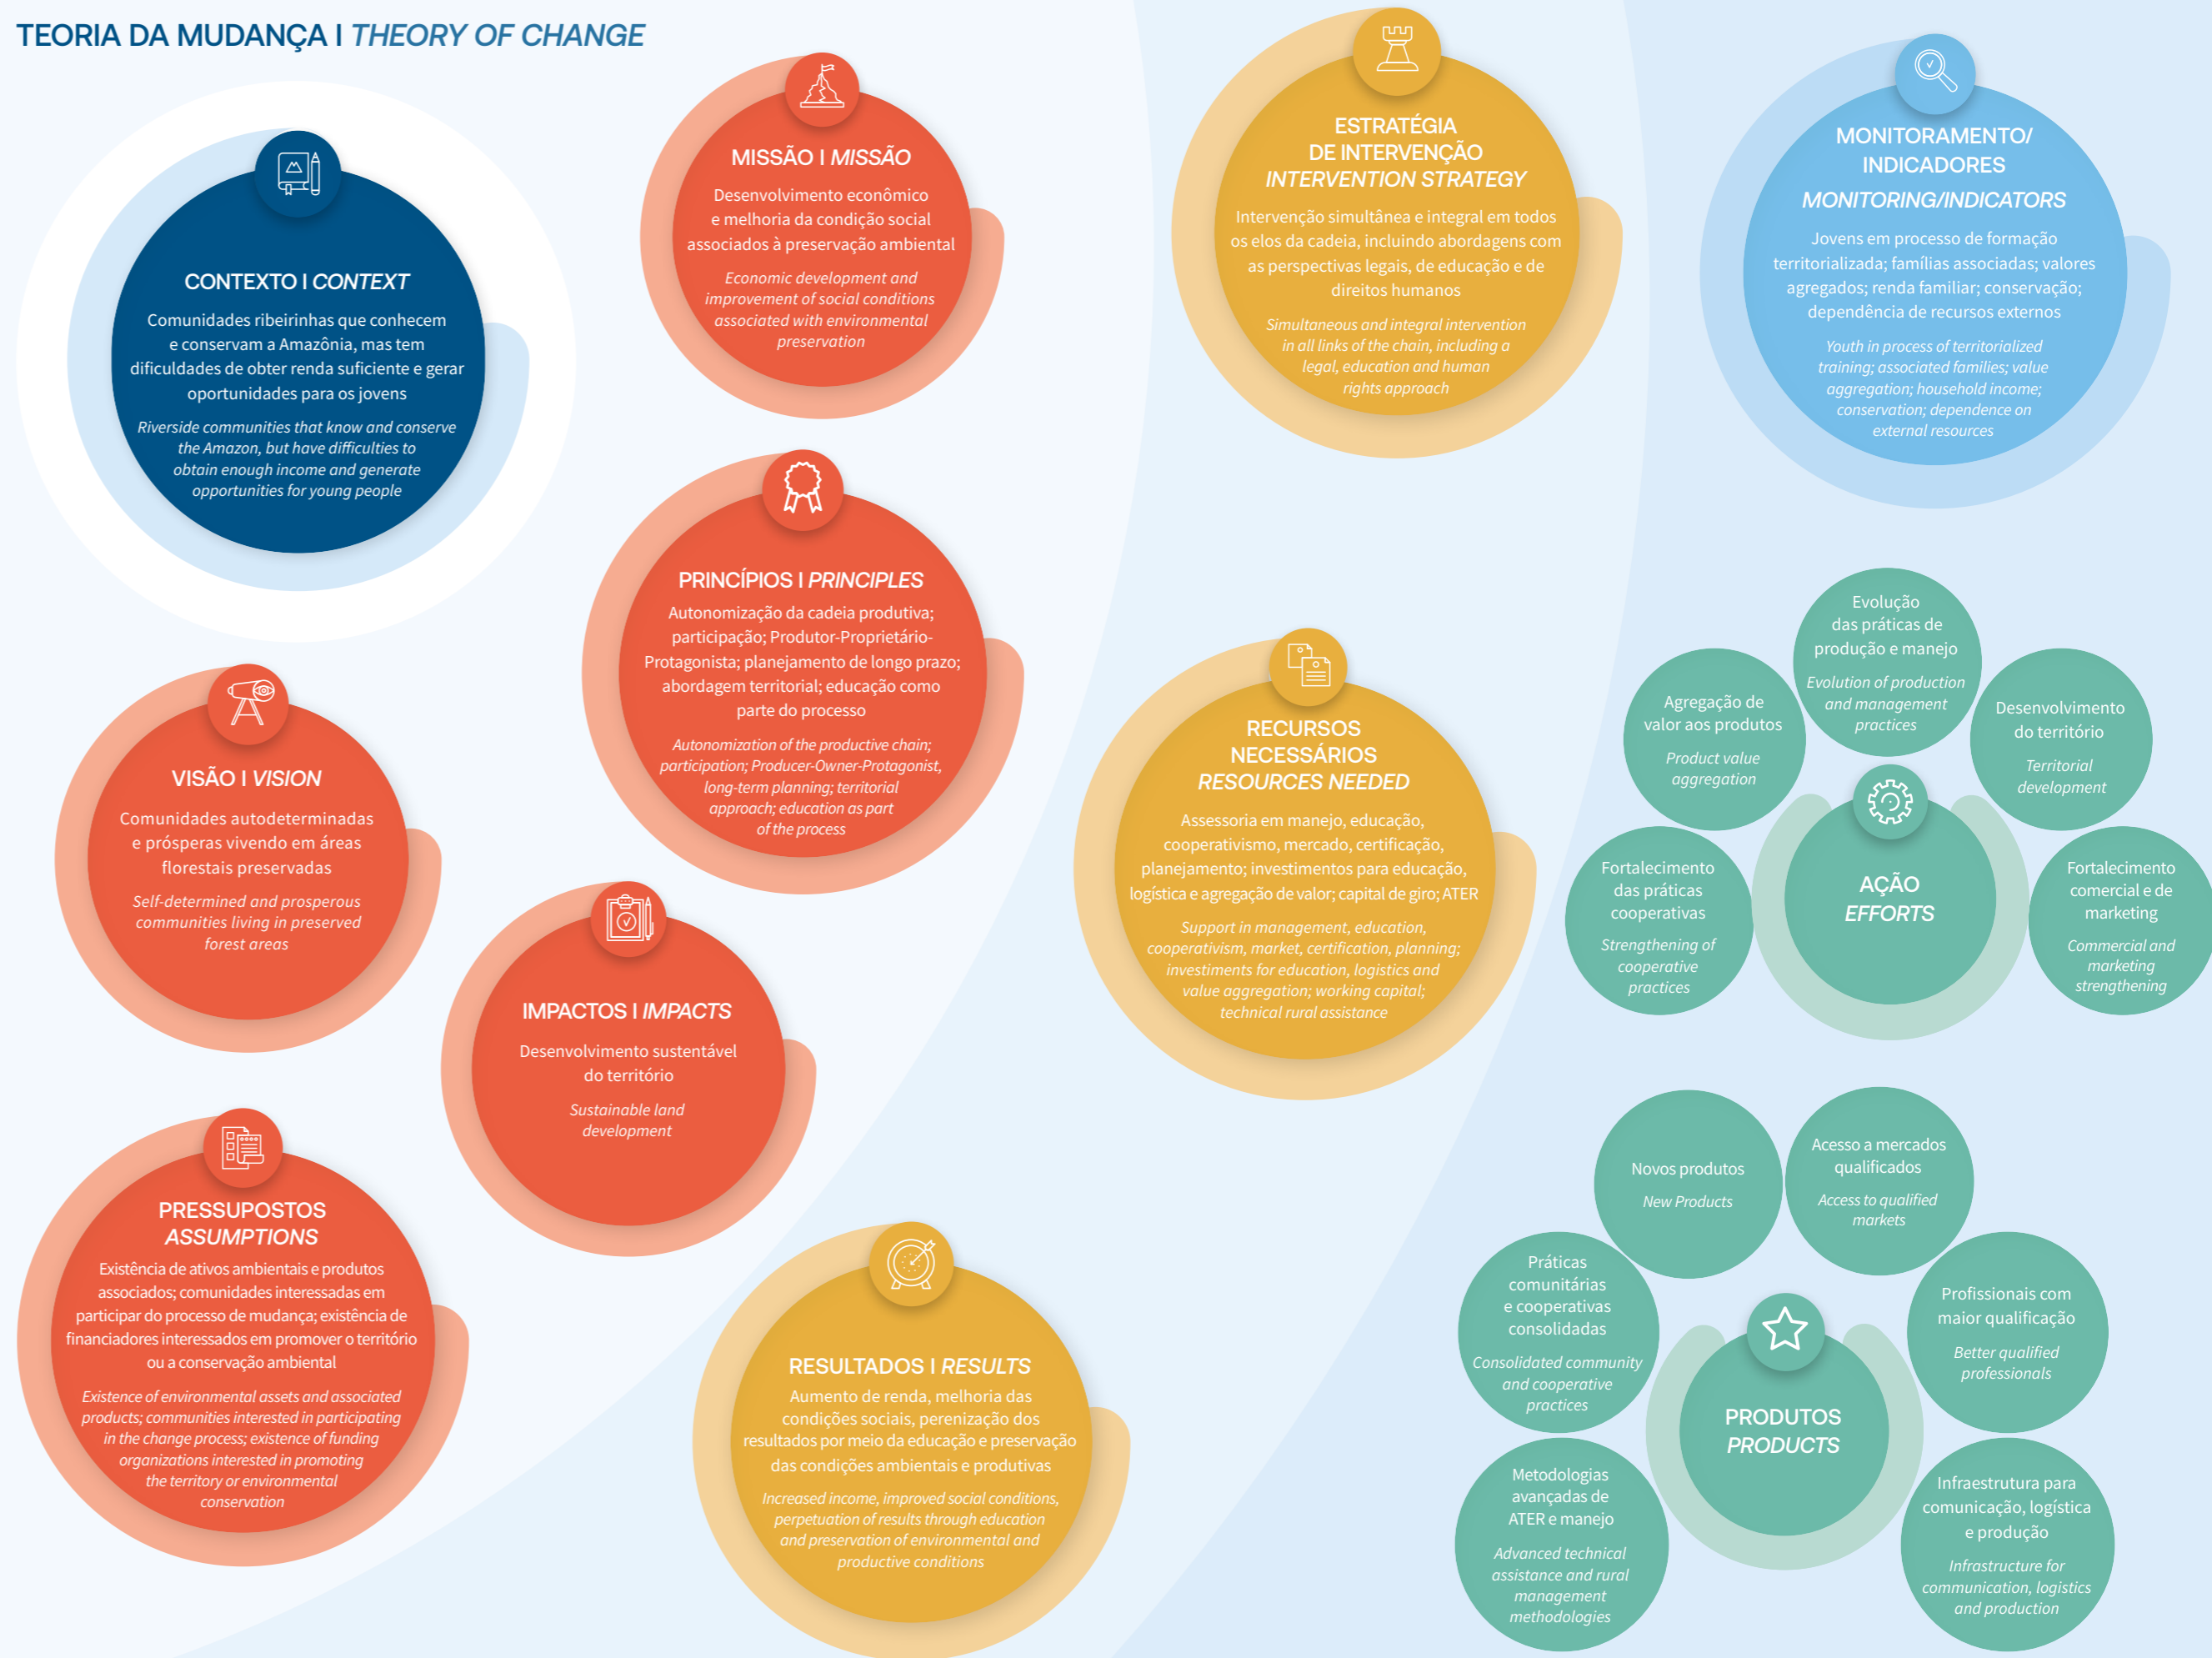 TEORIA DA MUDANÇA I THEORY OF CHANGE
CONTEXTO I CONTEXT
Comunidades ribeirinhas que conhecem
e conservam a Amazônia, mas tem
dificuldades de obter renda suficiente e gerar
oportunidades para os jovens
Riverside communities that know and conserve
the Amazon, but have difficulties to
obtain enough income and generate
opportunities for young people
MISSÃO I MISSÃO
Desenvolvimento econômico
e melhoria da condição social
associados à preservação ambiental
Economic development and
improvement of social conditions
associated with environmental
preservation
PRINCÍPIOS I PRINCIPLES
Autonomização da cadeia produtiva;
participação; Produtor-Proprietário-
Protagonista; planejamento de longo prazo;
abordagem territorial; educação como
parte do processo
Autonomization of the productive chain;
participation; Producer-Owner-Protagonist,
long-term planning; territorial
approach; education as part
of the process
VISÃO I VISION
Comunidades autodeterminadas
e prósperas vivendo em áreas
florestais preservadas
Self-determined and prosperous
communities living in preserved
forest areas
IMPACTOS I IMPACTS
Desenvolvimento sustentável
do território
Sustainable land
development
PRESSUPOSTOS
ASSUMPTIONS
Existência de ativos ambientais e produtos
associados; comunidades interessadas em
participar do processo de mudança; existência de
financiadores interessados em promover o território
ou a conservação ambiental
Existence of environmental assets and associated
products; communities interested in participating
in the change process; existence of funding
organizations interested in promoting
the territory or environmental
conservation
ESTRATÉGIA
DE INTERVENÇÃO
INTERVENTION STRATEGY
Intervenção simultânea e integral em todos
os elos da cadeia, incluindo abordagens com
as perspectivas legais, de educação e de
direitos humanos
Simultaneous and integral intervention
in all links of the chain, including a
legal, education and human
rights approach
RECURSOS
NECESSÁRIOS
RESOURCES NEEDED
Assessoria em manejo, educação,
cooperativismo, mercado, certificação,
planejamento; investimentos para educação,
logística e agregação de valor; capital de giro; ATER
Support in management, education,
cooperativism, market, certification, planning;
investiments for education, logistics and
value aggregation; working capital;
technical rural assistance
RESULTADOS I RESULTS
Aumento de renda, melhoria das
condições sociais, perenização dos
resultados por meio da educação e preservação
das condições ambientais e produtivas
Increased income, improved social conditions,
perpetuation of results through education
and preservation of environmental and
productive conditions
MONITORAMENTO/
INDICADORES
MONITORING/INDICATORS
Jovens em processo de formação
territorializada; famílias associadas; valores
agregados; renda familiar; conservação;
dependência de recursos externos
Youth in process of territorialized
training; associated families; value
aggregation; household income;
conservation; dependence on
external resources
Evolução
das práticas de
produção e manejo
Evolution of production
and management
practices
Agregação de
valor aos produtos
Product value
aggregation
Desenvolvimento
do território
Territorial
development
Fortalecimento
das práticas
cooperativas
Strengthening of
cooperative
practices
AÇÃO
EFFORTS
Fortalecimento
comercial e de
marketing
Commercial and
marketing
strengthening
Novos produtos
New Products
Acesso a mercados
qualificados
Access to qualified
markets
Práticas
comunitárias
e cooperativas
consolidadas
Consolidated community
and cooperative
practices
Profissionais com
maior qualificação
Better qualified
professionals
PRODUTOS
PRODUCTS
Metodologias
avançadas de
ATER e manejo
Advanced technical
assistance and rural
management
methodologies
Infraestrutura para
comunicação, logística
e produção
Infrastructure for
communication, logistics
and production